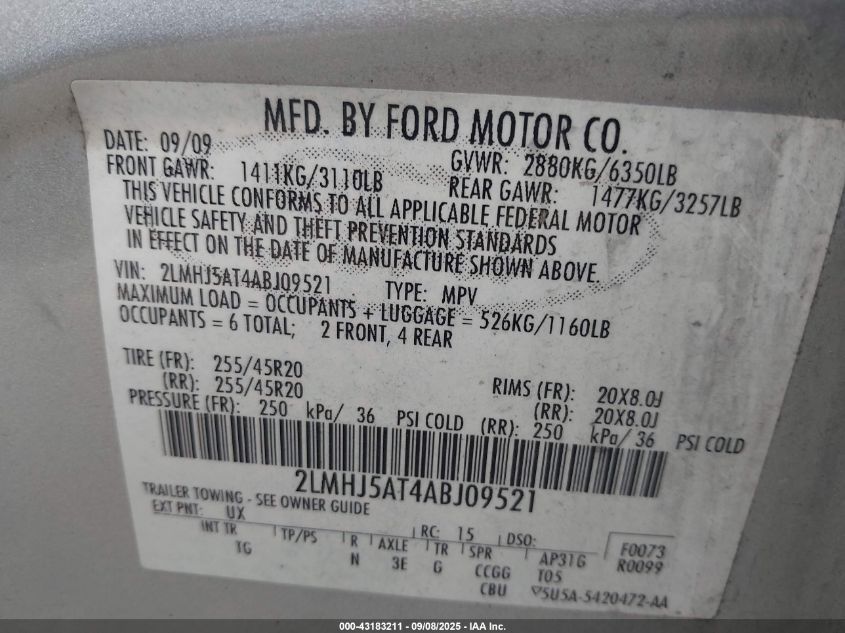 MFD. BY FORD MOTOR CO.
DATE: 09/09 GVWR: 2880KG/6350LB
FRONT GAWR: 1411KG/3110LB REAR GAWR: 1477KG/3257LB
THIS VEHICLE CONFORMS TO ALL APPLICABLE FEDERAL MOTOR
VEHICLE SAFETY AND THEFT PREVENTION STANDARDS
IN EFFECT ON THE DATE OF MANUFACTURE SHOWN ABOVE.
VIN: 2LMHJ5AT4ABJ09521 TYPE: MPV
MAXIMUM LOAD = OCCUPANTS + LUGGAGE = 526KG/1160LB
OCCUPANTS = 6 TOTAL; 2 FRONT, 4 REAR
TIRE (FR): 255/45R20 RIMS (FR): 20X8.0J
(RR): 255/45R20 (RR): 20X8.0J
PRESSURE (FR): 250 kPa/ 36 PSI COLD (RR): 250 kPa/ 36 PSI COLD
2LMHJ5AT4ABJ09521
TRAILER TOWING - SEE OWNER GUIDE
EXT PNT: UX RC: 15 DSO: F0073
INT TR TP/PS R AXLE TR SPR AP31G R0099
TG N 3E G CCGG T05
CBU 5U5A-5420472-AA
000-43183211 - 09/08/2025 - IAA Inc.